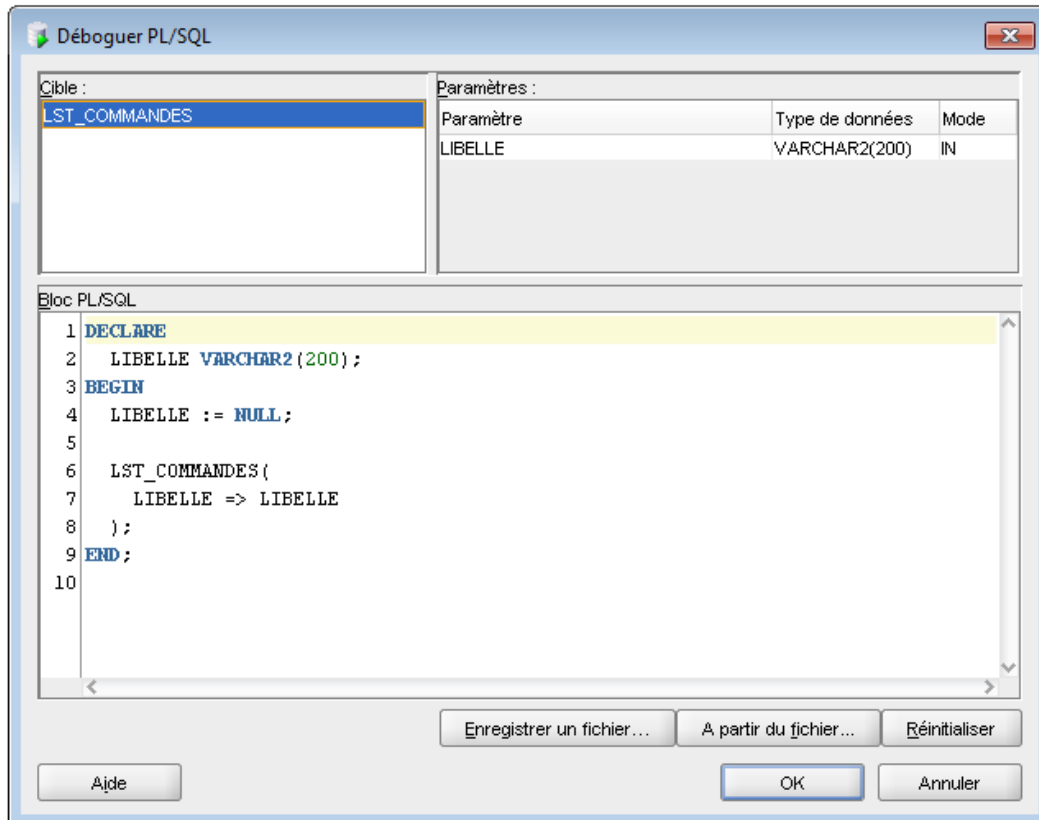 Déboguer PL/SQL
Cible :
LST_COMMANDES
Paramètres :
Paramètre Type de données Mode
LIBELLE VARCHAR2(200) IN
Bloc PL/SQL
1 DECLARE
2 LIBELLE VARCHAR2(200);
3 BEGIN
4 LIBELLE := NULL;
5
6 LST_COMMANDES(
7 LIBELLE => LIBELLE
8 );
9 END;
10
Enregistrer un fichier... A partir du fichier... Réinitialiser
Aide OK Annuler